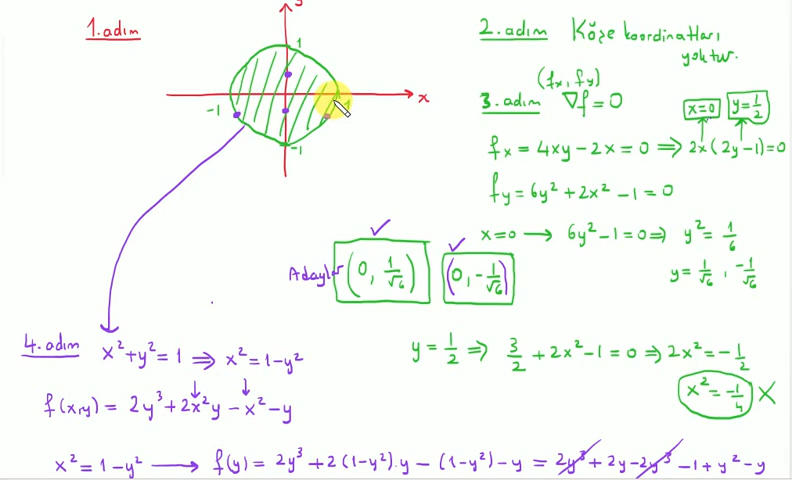 1.adım
y
x
1
-1
1
-1
2.adım Köşe koordinatları
yoktur.
(fx, fy)
3.adım ∇f=0
x=0 y=1/2
fx = 4xy-2x=0 ⇒ 2x(2y-1)=0
fy = 6y²+2x²-1=0
x=0 → 6y²-1=0 ⇒ y²=1/6
y=1/√6, -1/√6
Adaylar (0, 1/√6) (0, -1/√6)
y=1/2 ⇒ 3/2+2x²-1=0 ⇒ 2x²=-1/2
x²=-1/4 X
4.adım x²+y²=1 ⇒ x²=1-y²
f(x,y) = 2y³+2x²y-x²-y
x²=1-y² → f(y) = 2y³+2(1-y²).y-(1-y²)-y = 2y³+2y-2y³-1+y²-y